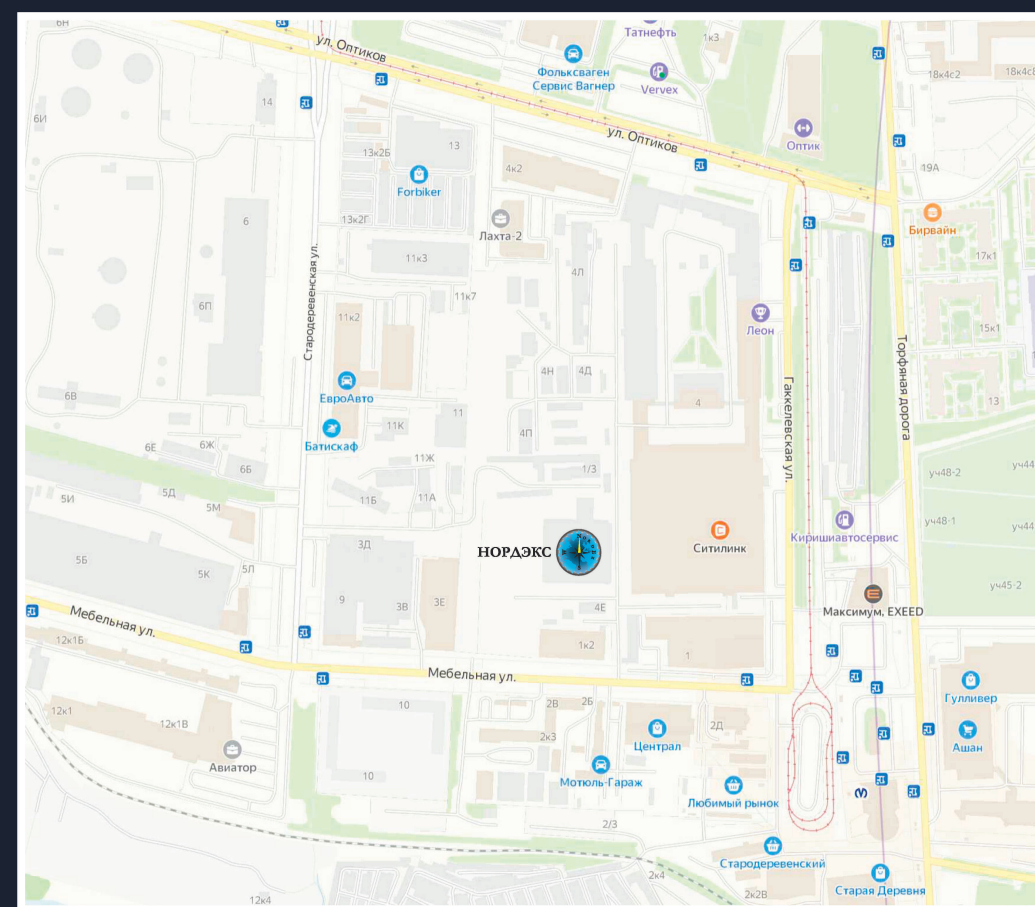 6Н
ул. Оптиков
Татнефть
1к3
Фольксваген
Сервис Вагнер
Vervex
18к4с2
14
6И
13
13к2Б
ул. Оптиков
Оптик
19А
4к2
Forbiker
13к2Г
6
Лахта-2
Бирвайн
11к3
17к1
4Л
11к7
6П
11к2
Леон
15к1
Стародеревенская ул.
Торфяная дорога
4Н
4Д
ЕвроАвто
6В
4
13
Гаккелевская ул.
11
11К
4П
Батискаф
6Е
6Ж
6Б
11Ж
1/3
уч48-2
5И
5Д
5М
11Б
11А
уч48-1
Ситилинк
Киришиавтосервис
3Д
НОРДЭКС
5Б
5К
5Л
уч45-2
9
3В
3Е
4Е
Максимум, EXEED
Мебельная ул.
12к1Б
1к2
1
Мебельная ул.
Гулливер
12к1
12к1В
10
2В
2Б
2к3
2Д
Централ
Ашан
Авиатор
10
Мотюль-Гараж
Любимый рынок
2/3
Стародеревенский
2к4
Старая Деревня
12к4
2к2В